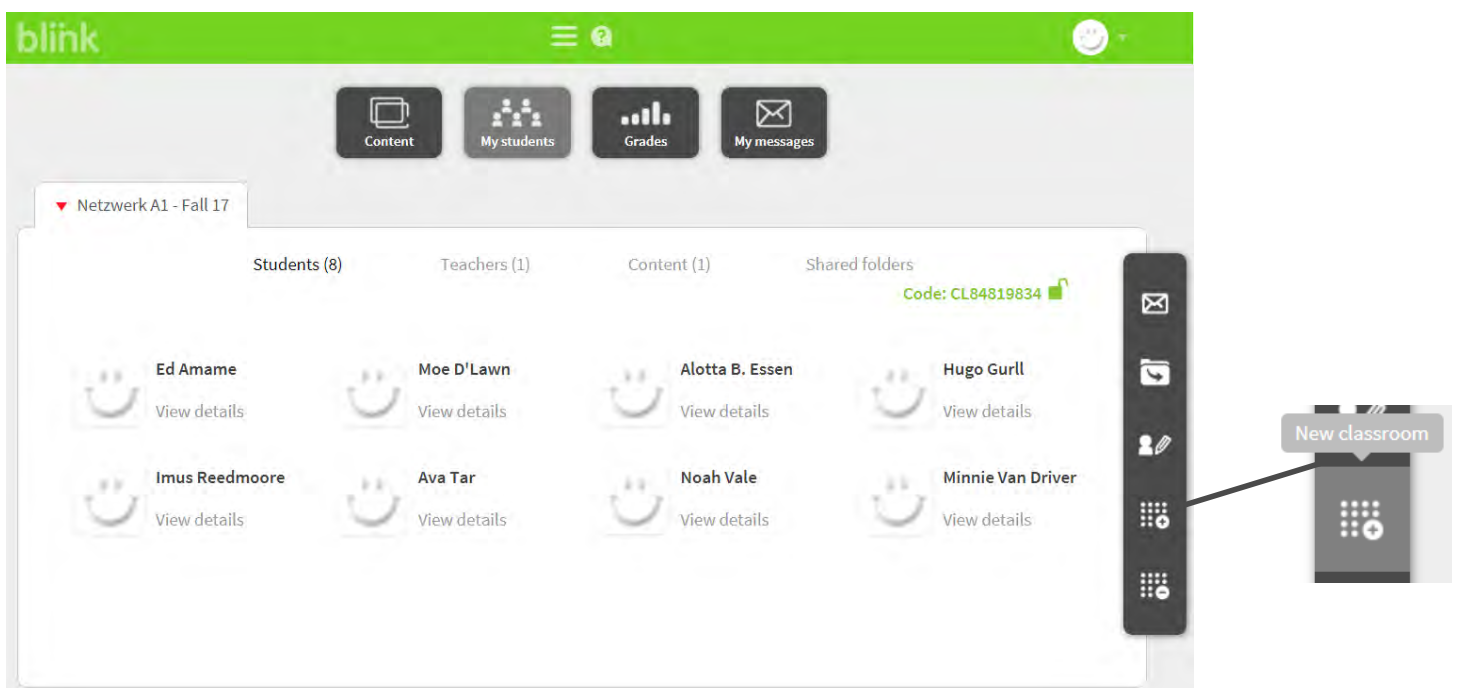 blink
Content
My students
Grades
My messages
Netzwerk A1 - Fall 17
Students (8) Teachers (1) Content (1) Shared folders
Code: CL84819834
Ed Amame Moe D'Lawn Alotta B. Essen Hugo Gurll
View details View details View details View details
Imus Reedmoore Ava Tar Noah Vale Minnie Van Driver
View details View details View details View details
New classroom